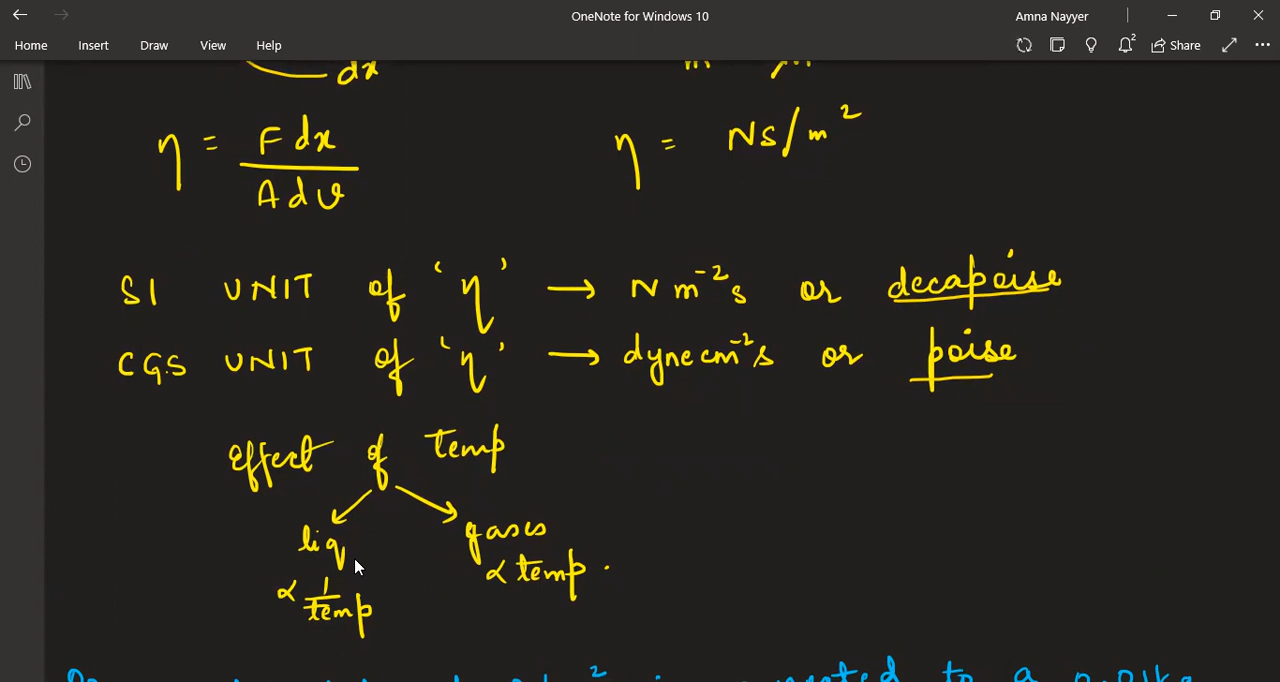 OneNote for Windows 10
Amna Nayyer
Home Insert Draw View Help
2 Share
dx
η = F dx / A dv
η = Ns/m²
SI UNIT of 'η' → N m⁻² s or decapoise
CGS UNIT of 'η' → dyne cm⁻² s or poise
effect of temp
liq gases
∝ 1/temp ∝ temp.